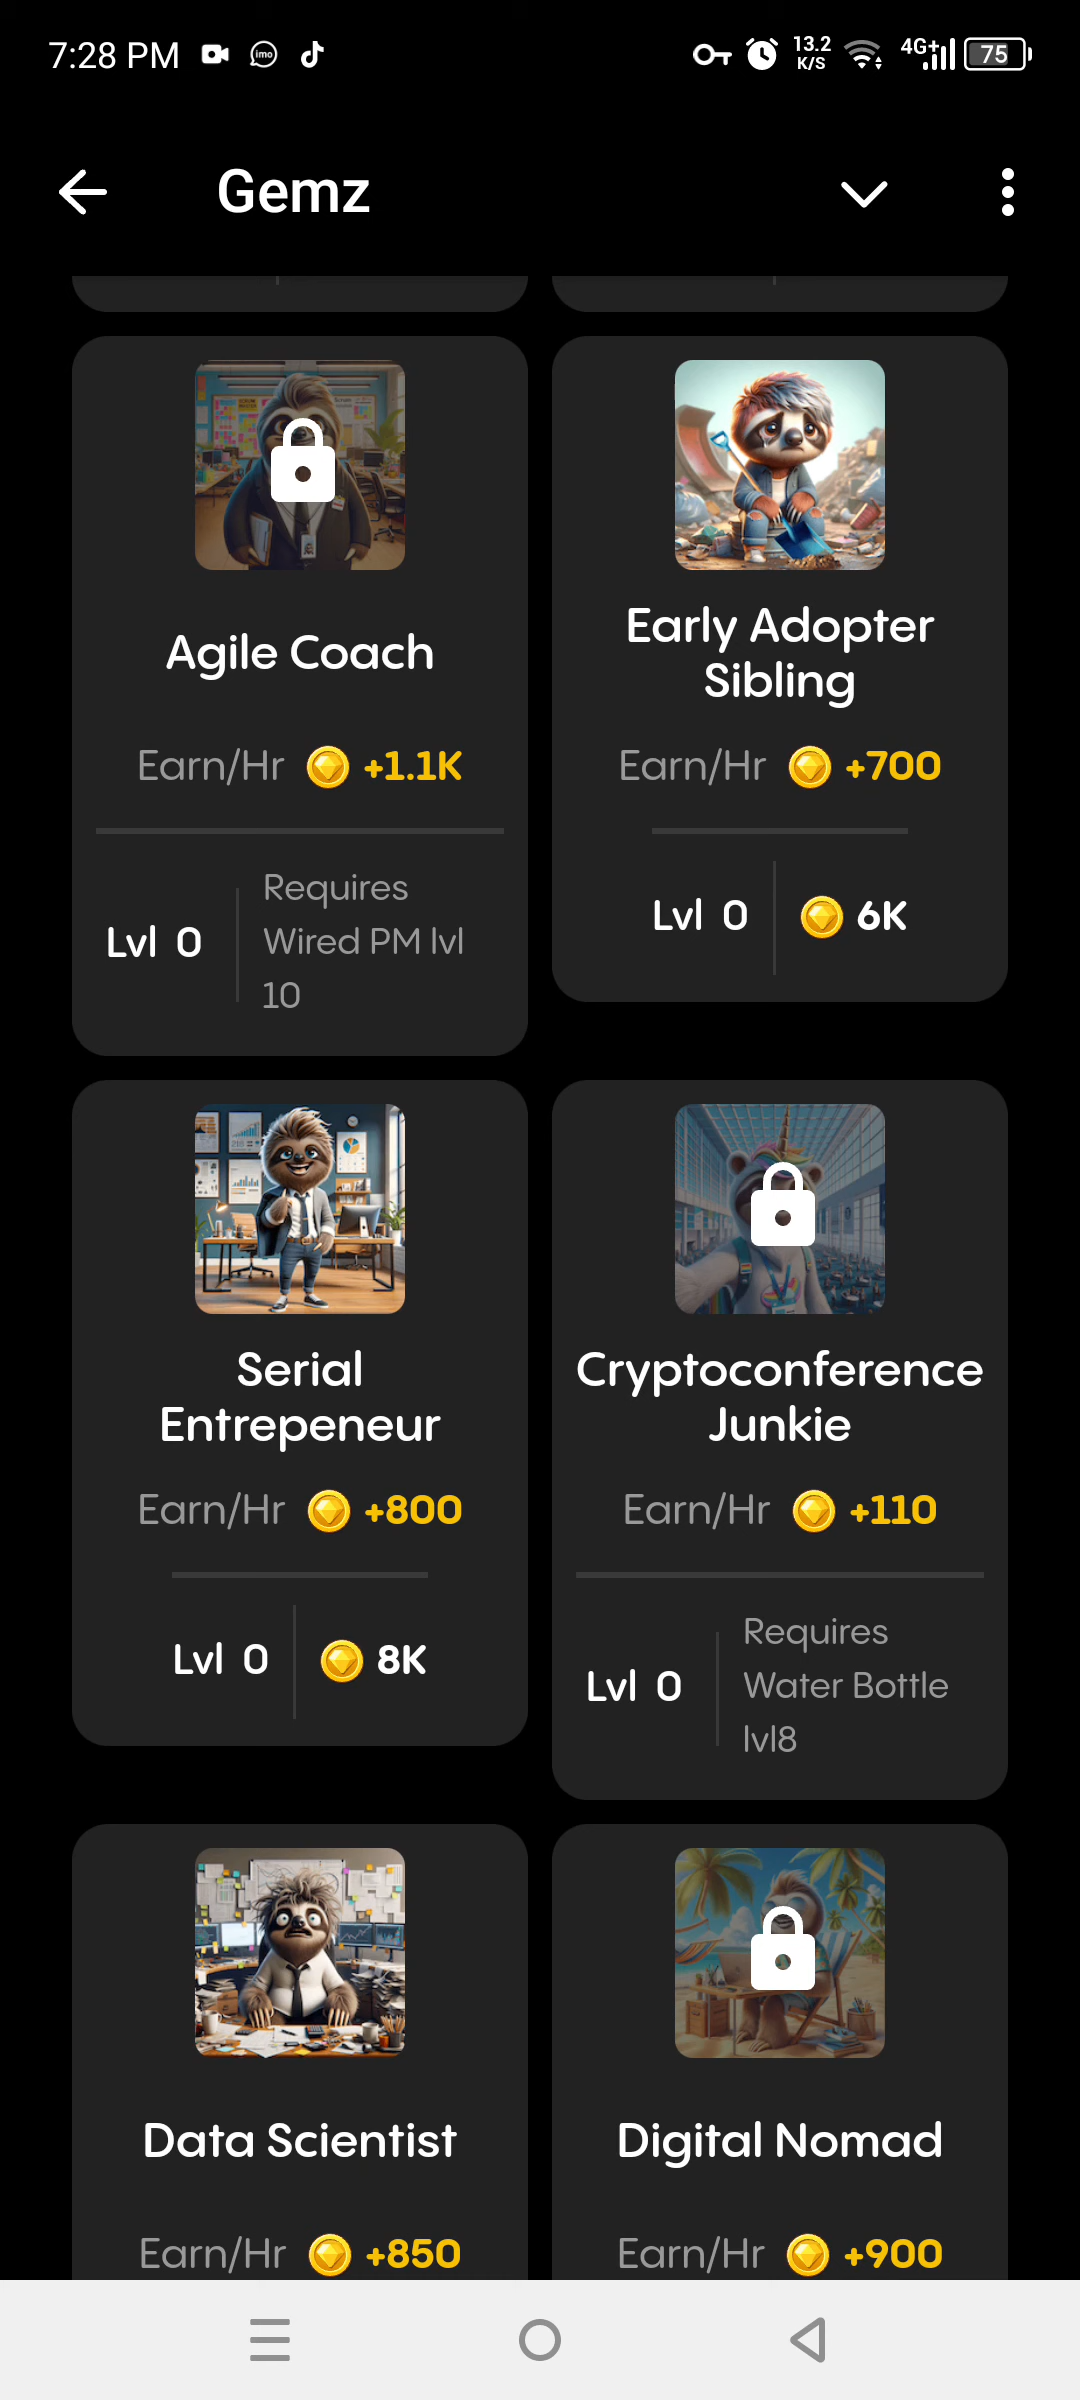 7:28 PM
imo
13.2
K/S
4G+
75
Gemz
Agile Coach
Earn/Hr +1.1K
Lvl 0
Requires
Wired PM lvl
10
Early Adopter
Sibling
Earn/Hr +700
Lvl 0
6K
Serial
Entrepeneur
Earn/Hr +800
Lvl 0
8K
Cryptoconference
Junkie
Earn/Hr +110
Lvl 0
Requires
Water Bottle
lvl8
Data Scientist
Earn/Hr +850
Digital Nomad
Earn/Hr +900